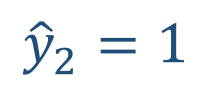 ŷ₂ = 1